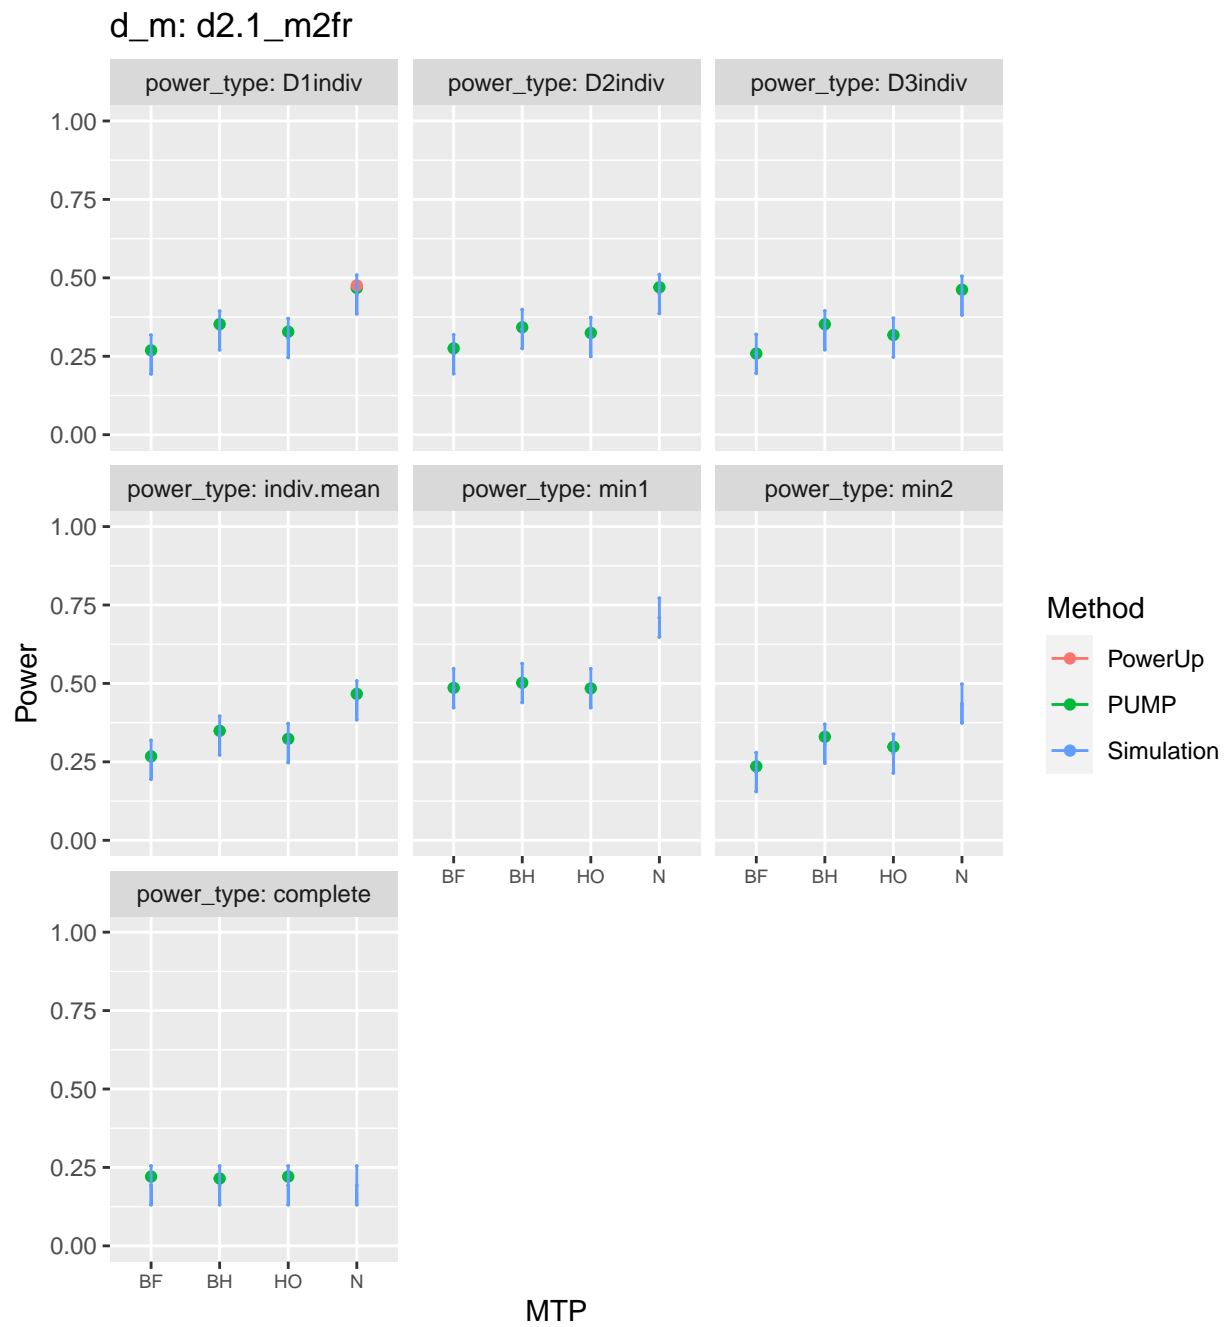 d_m: d2.1_m2fr
power_type: D1indiv
power_type: D2indiv
power_type: D3indiv
1.00
0.75
0.50
0.25
0.00
power_type: indiv.mean
power_type: min1
power_type: min2
1.00
0.75
0.50
0.25
0.00
BF BH HO N
BF BH HO N
power_type: complete
1.00
0.75
0.50
0.25
0.00
BF BH HO N
Power
MTP
Method
PowerUp
PUMP
Simulation